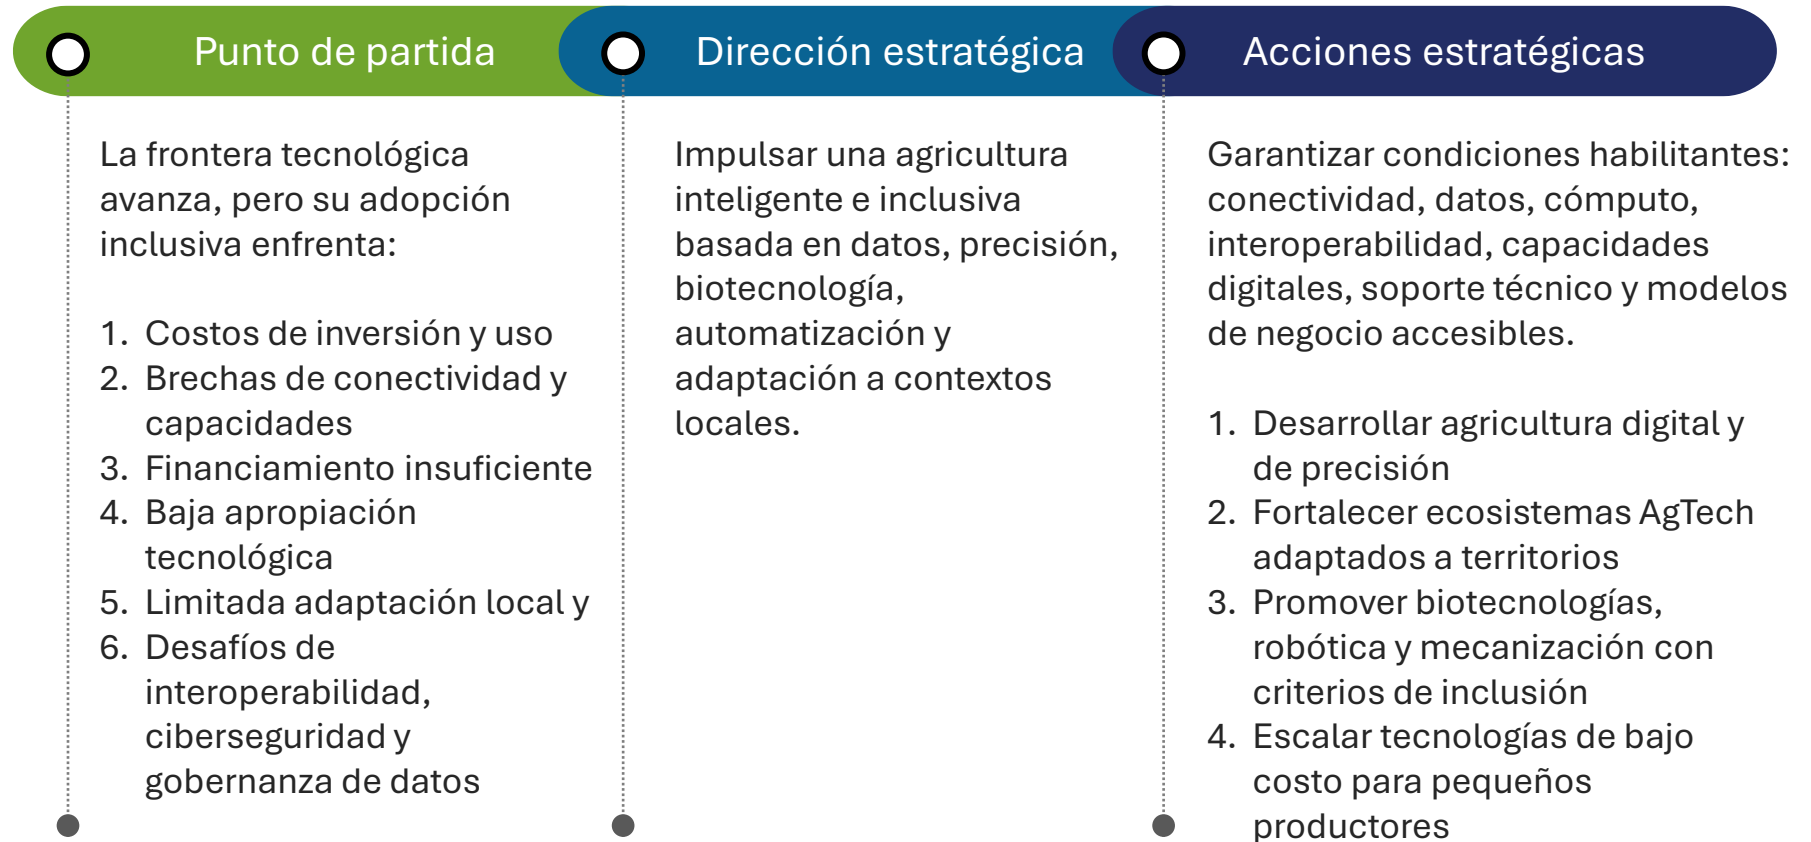 Punto de partida
Dirección estratégica
Acciones estratégicas
La frontera tecnológica
avanza, pero su adopción
inclusiva enfrenta:
1. Costos de inversión y uso
2. Brechas de conectividad y
capacidades
3. Financiamiento insuficiente
4. Baja apropiación
tecnológica
5. Limitada adaptación local y
6. Desafíos de
interoperabilidad,
ciberseguridad y
gobernanza de datos
Impulsar una agricultura
inteligente e inclusiva
basada en datos, precisión,
biotecnología,
automatización y
adaptación a contextos
locales.
Garantizar condiciones habilitantes:
conectividad, datos, cómputo,
interoperabilidad, capacidades
digitales, soporte técnico y modelos
de negocio accesibles.
1. Desarrollar agricultura digital y
de precisión
2. Fortalecer ecosistemas AgTech
adaptados a territorios
3. Promover biotecnologías,
robótica y mecanización con
criterios de inclusión
4. Escalar tecnologías de bajo
costo para pequeños
productores